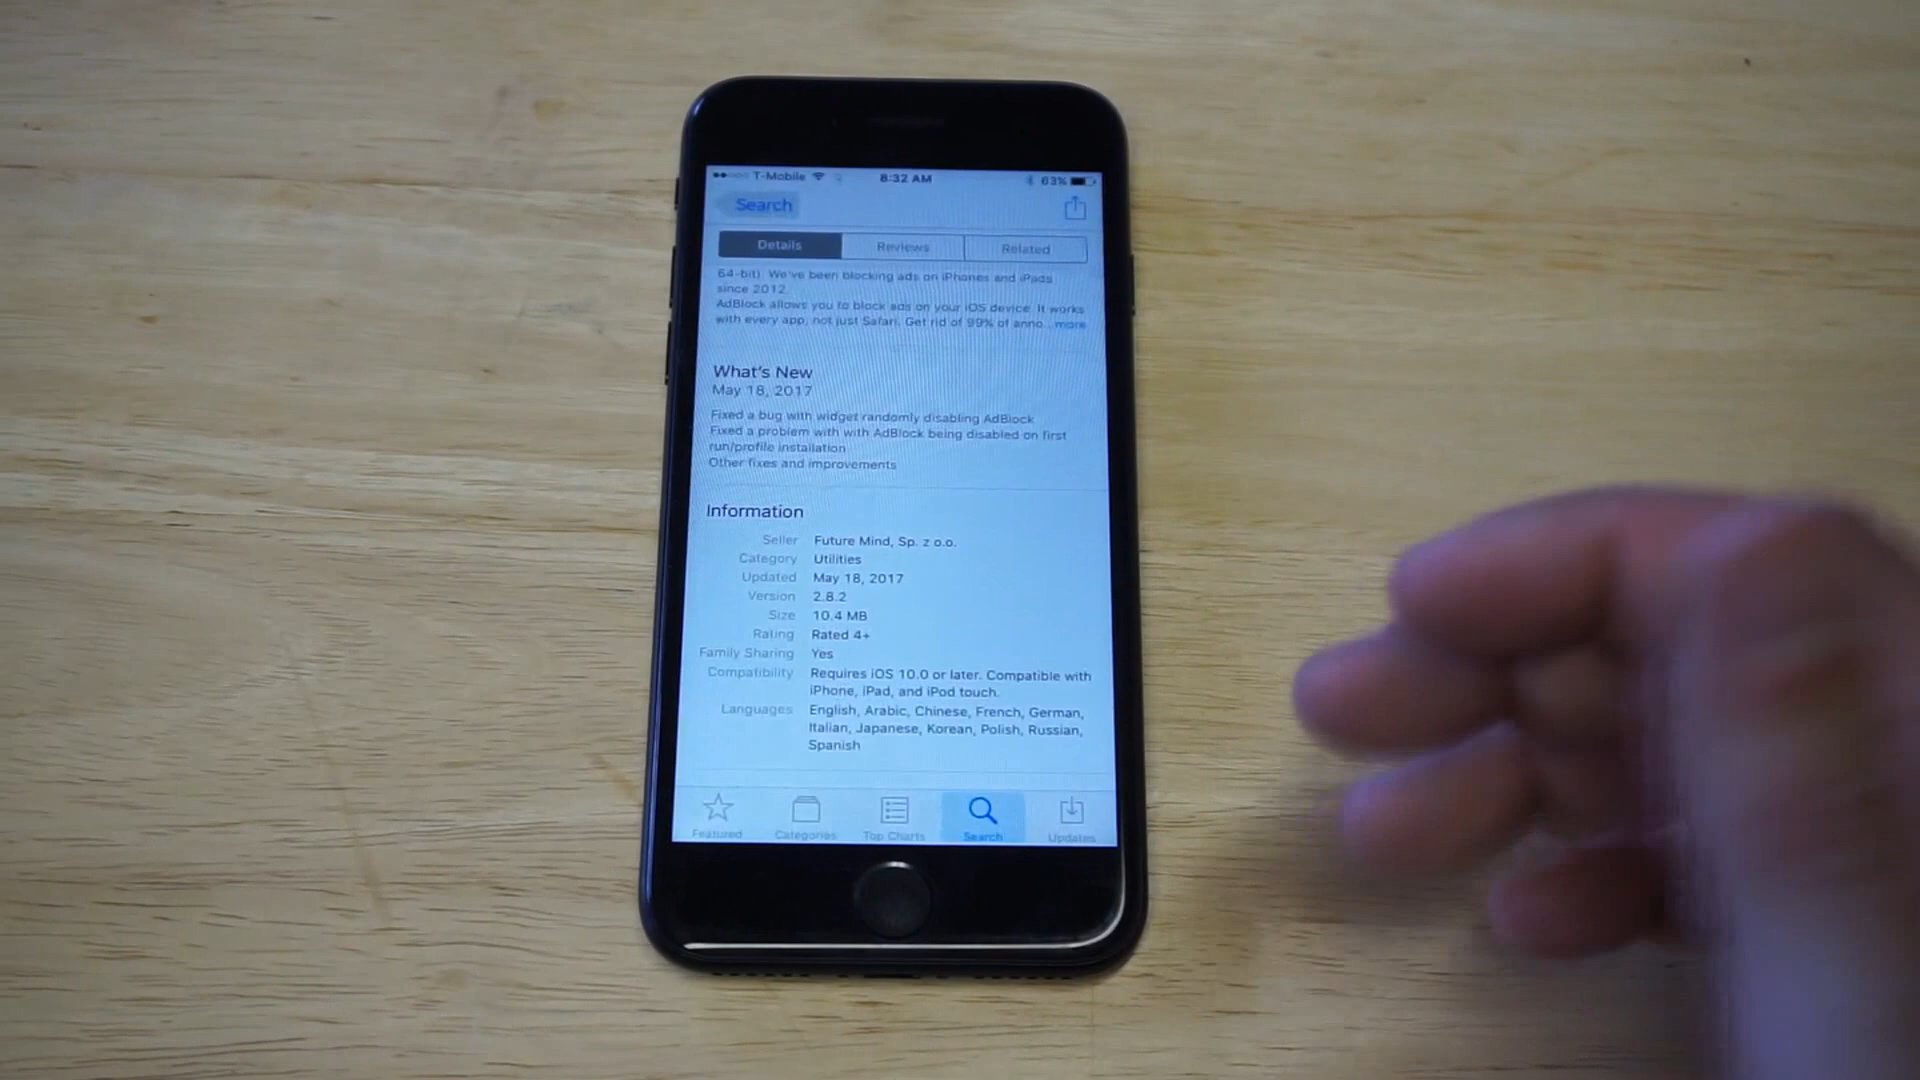 T-Mobile 8:32 AM 63%
Search
Details Reviews Related
64-bit). We've been blocking ads on iPhones and iPads
since 2012.
AdBlock allows you to block ads on your iOS device. It works
with every app, not just Safari. Get rid of 99% of anno... more
What's New
May 18, 2017
Fixed a bug with widget randomly disabling AdBlock
Fixed a problem with with AdBlock being disabled on first
run/profile installation
Other fixes and improvements
Information
Seller Future Mind, Sp. z o.o.
Category Utilities
Updated May 18, 2017
Version 2.8.2
Size 10.4 MB
Rating Rated 4+
Family Sharing Yes
Compatibility Requires iOS 10.0 or later. Compatible with
iPhone, iPad, and iPod touch.
Languages English, Arabic, Chinese, French, German,
Italian, Japanese, Korean, Polish, Russian,
Spanish
Featured Categories Top Charts Search Updates